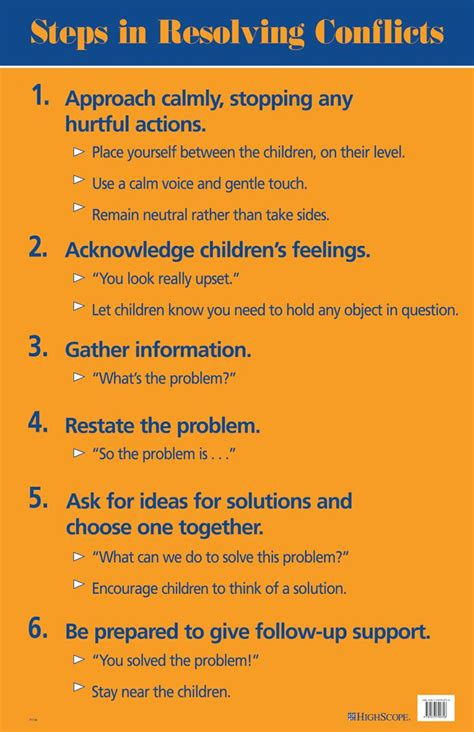 Steps in Resolving Conflicts
1. Approach calmly, stopping any
hurtful actions.
Place yourself between the children, on their level.
Use a calm voice and gentle touch.
Remain neutral rather than take sides.
2. Acknowledge children's feelings.
"You look really upset."
Let children know you need to hold any object in question.
3. Gather information.
"What's the problem?"
4. Restate the problem.
"So the problem is . . ."
5. Ask for ideas for solutions and
choose one together.
"What can we do to solve this problem?"
Encourage children to think of a solution.
6. Be prepared to give follow-up support.
"You solved the problem!"
Stay near the children.
HIGHSCOPE.